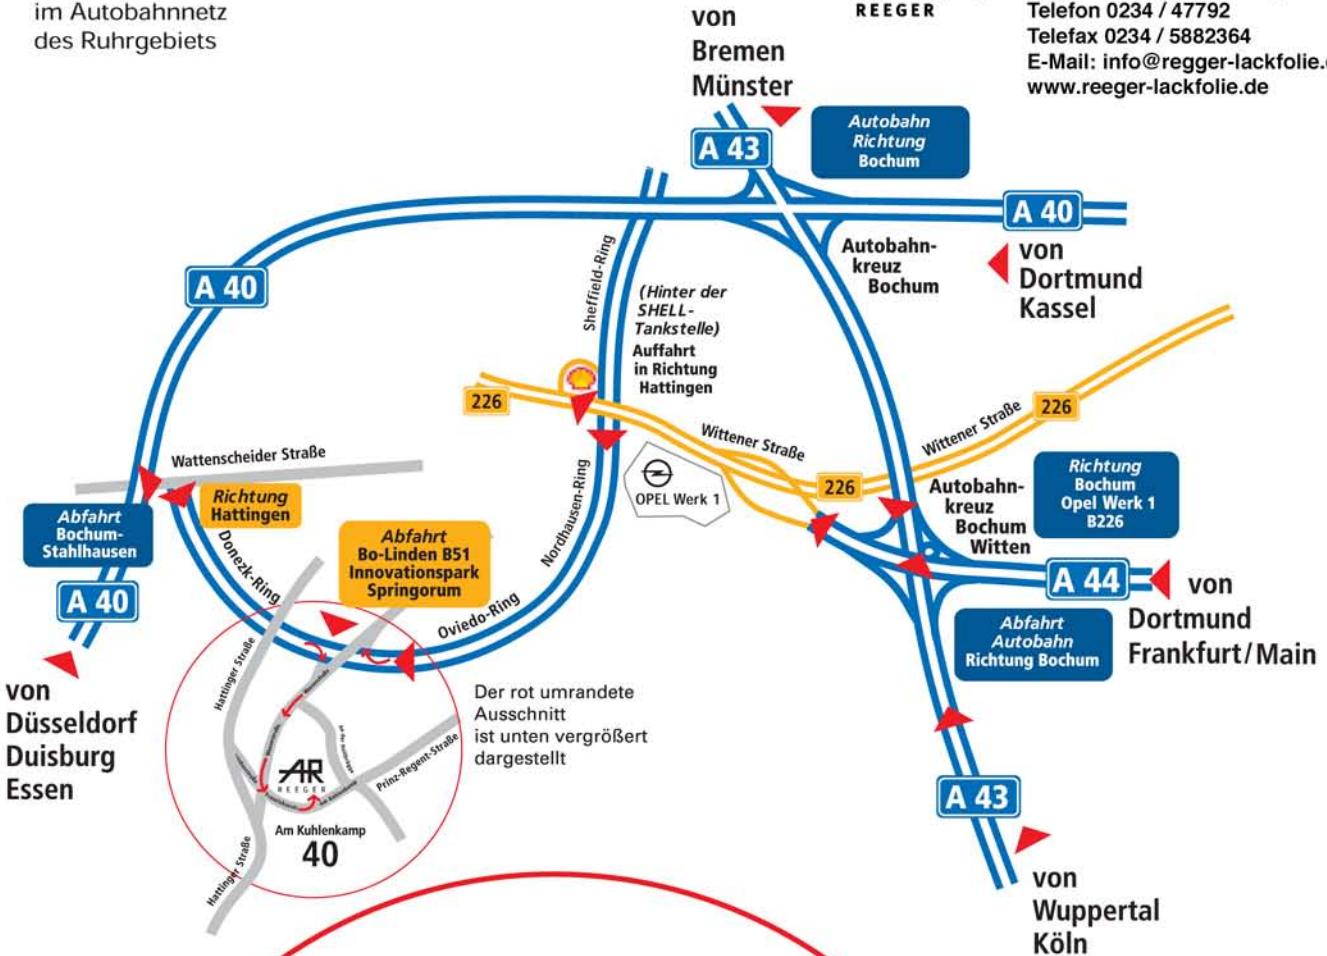 im Autobahnnetz
des Ruhrgebiets
REEGER
Telefon 0234 / 47792
Telefax 0234 / 5882364
E-Mail: info@regger-lackfolie.
www.reeger-lackfolie.de
von
Bremen
Münster
A 43
Autobahn
Richtung
Bochum
A 40
von
Dortmund
Kassel
Autobahn-
kreuz
Bochum
A 40
Sheffield-Ring
(Hinter der
SHELL-
Tankstelle)
Auffahrt
in Richtung
Hattingen
226
Wittener Straße
226
Wittener Straße
226
OPEL Werk 1
Nordhausen-Ring
Wattenscheider Straße
Richtung
Hattingen
Abfahrt
Bochum-
Stahlhausen
A 40
Donezk-Ring
Abfahrt
Bo-Linden B51
Innovationspark
Springorum
Oviedo-Ring
Autobahn-
kreuz
Bochum
Witten
Richtung
Bochum
Opel Werk 1
B226
A 44
von
Dortmund
Frankfurt/Main
Abfahrt
Autobahn
Richtung Bochum
von
Düsseldorf
Duisburg
Essen
Hattinger Straße
Der rot umrandete
Ausschnitt
ist unten vergrößert
dargestellt
Prinz-Regent-Straße
AR
REEGER
Am Kuhlenkamp
40
Hattinger Straße
A 43
von
Wuppertal
Köln